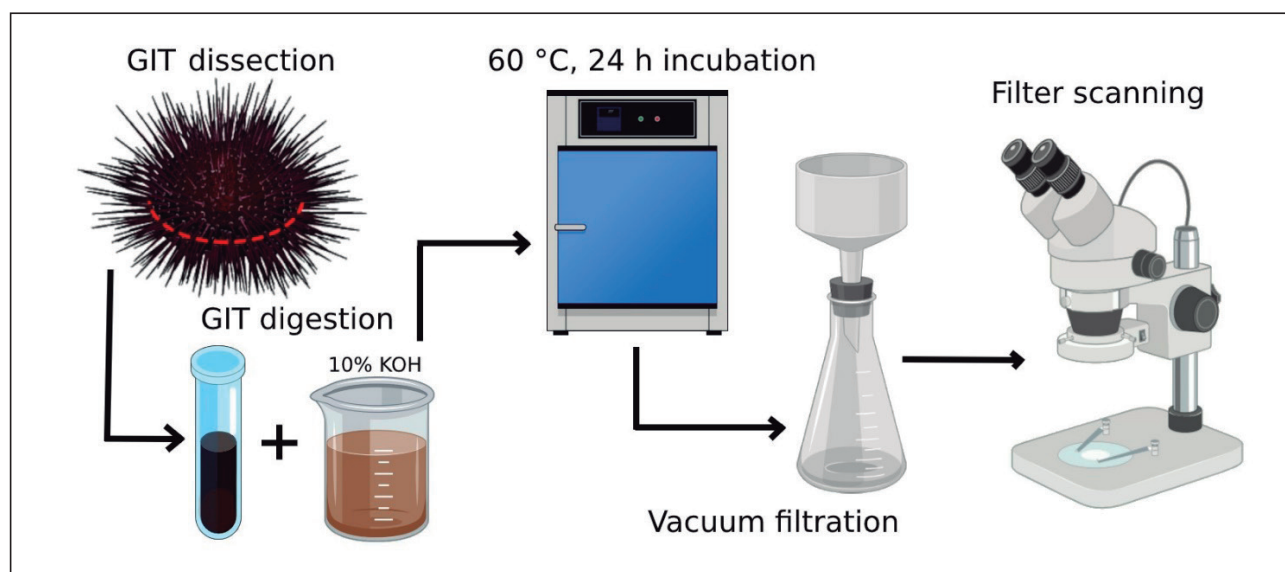 GIT dissection
60 °C, 24 h incubation
Filter scanning
GIT digestion
10% KOH
Vacuum filtration